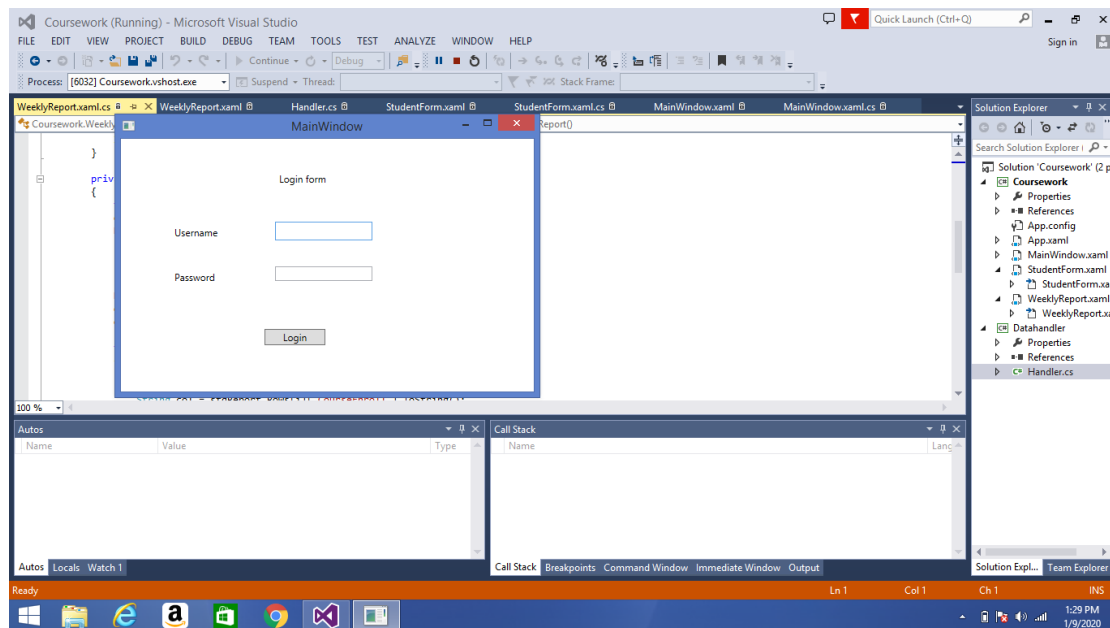 Coursework (Running) - Microsoft Visual Studio
Quick Launch (Ctrl+Q)
FILE EDIT VIEW PROJECT BUILD DEBUG TEAM TOOLS TEST ANALYZE WINDOW HELP
Sign in
Continue Debug
Process: [6032] Coursework.vshost.exe Suspend Thread: Stack Frame:
WeeklyReport.xaml.cs WeeklyReport.xaml Handler.cs StudentForm.xaml StudentForm.xaml.cs MainWindow.xaml MainWindow.xaml.cs
Coursework.Weekly
MainWindow
Report()
}
priv
{
Login form
Username
Password
Login
100 %
Solution Explorer
Search Solution Explorer (
Solution 'Coursework' (2 p
Coursework
Properties
References
App.config
App.xaml
MainWindow.xaml
StudentForm.xaml
StudentForm.xa
WeeklyReport.xaml
WeeklyReport.xa
Datahandler
Properties
References
Handler.cs
Autos
Name Value Type
Call Stack
Name Lang
Autos Locals Watch 1
Call Stack Breakpoints Command Window Immediate Window Output
Solution Expl... Team Explorer
Ready
Ln 1 Col 1 Ch 1 INS
1:29 PM
1/9/2020